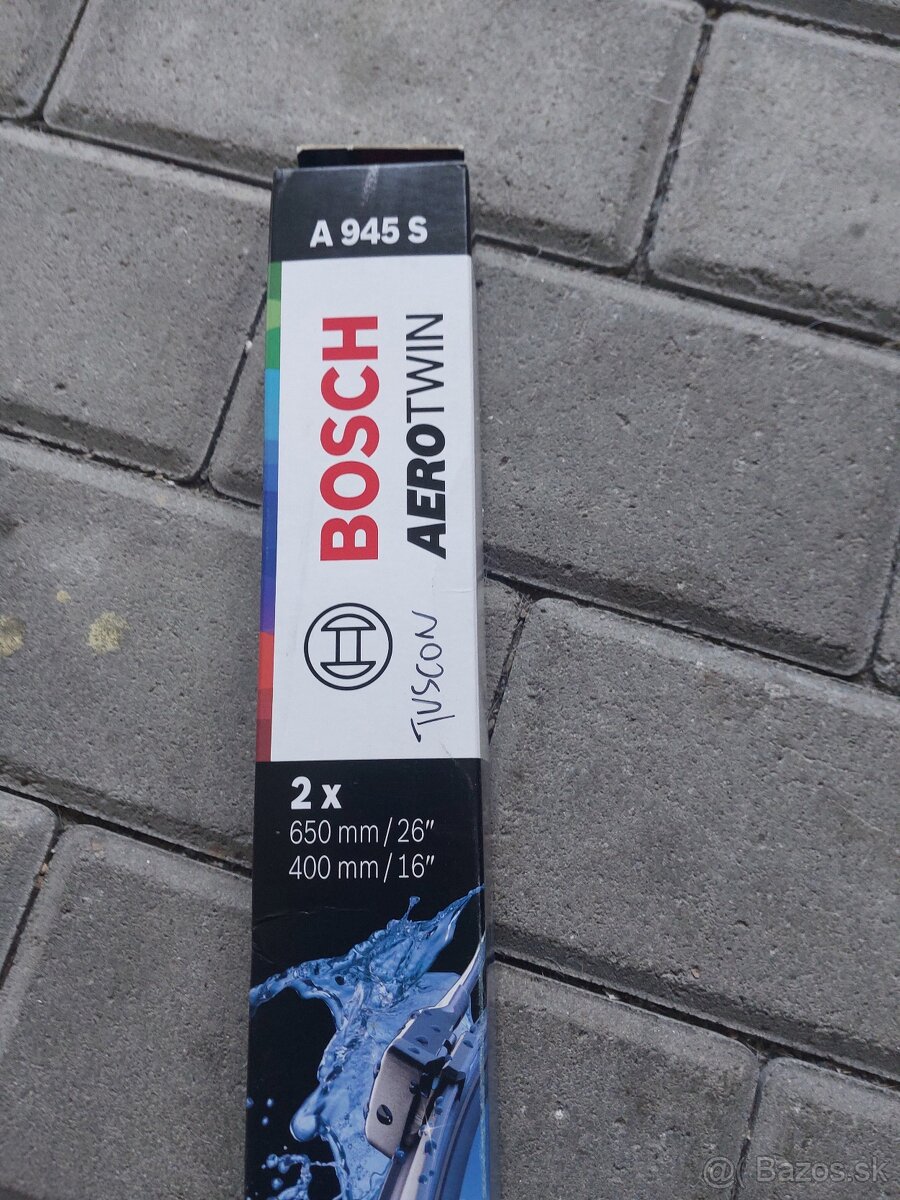 A 945 S
BOSCH
AEROTWIN
TUSCON
2 x
650 mm/26"
400 mm/16"
@ Bazos.sk